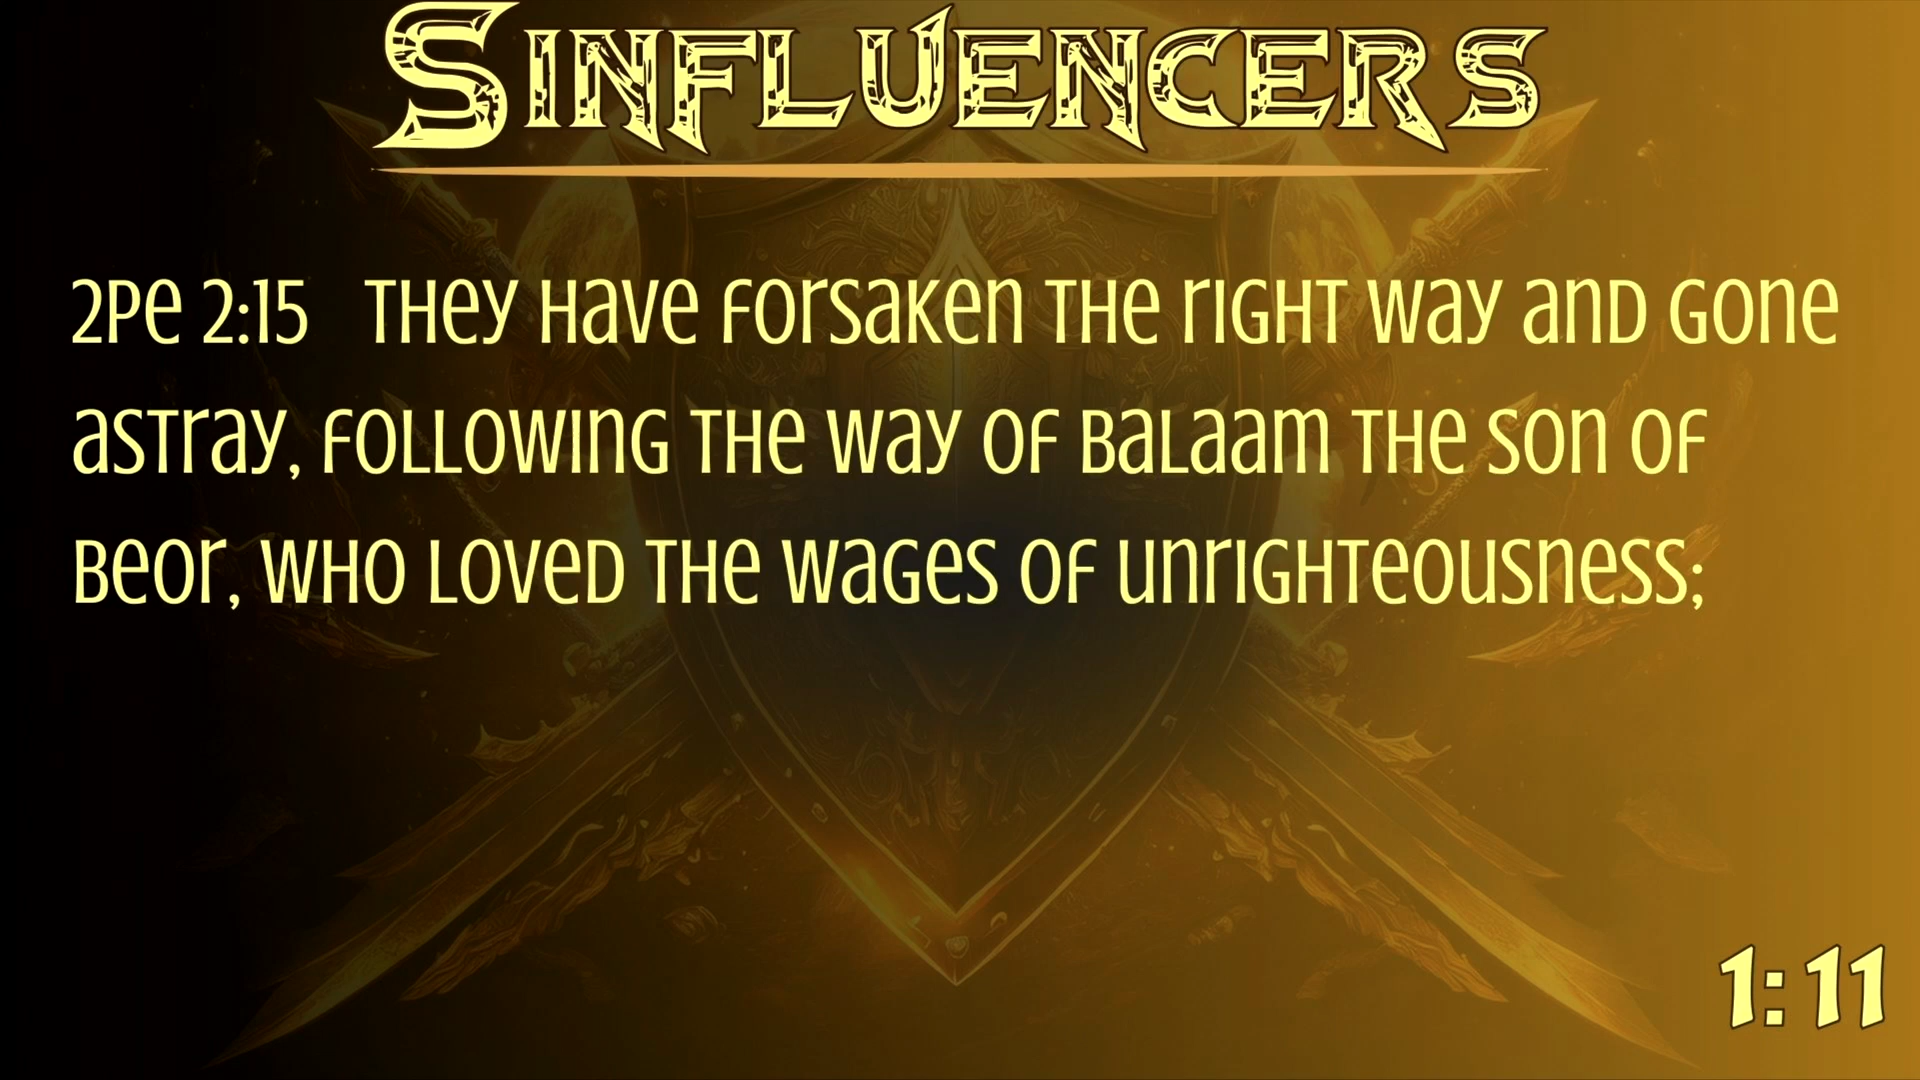 Sinfluencers
2Pe 2:15 They have forsaken the right way and gone
astray, following the way of Balaam the son of
Beor, who loved the wages of unrighteousness;
1:11